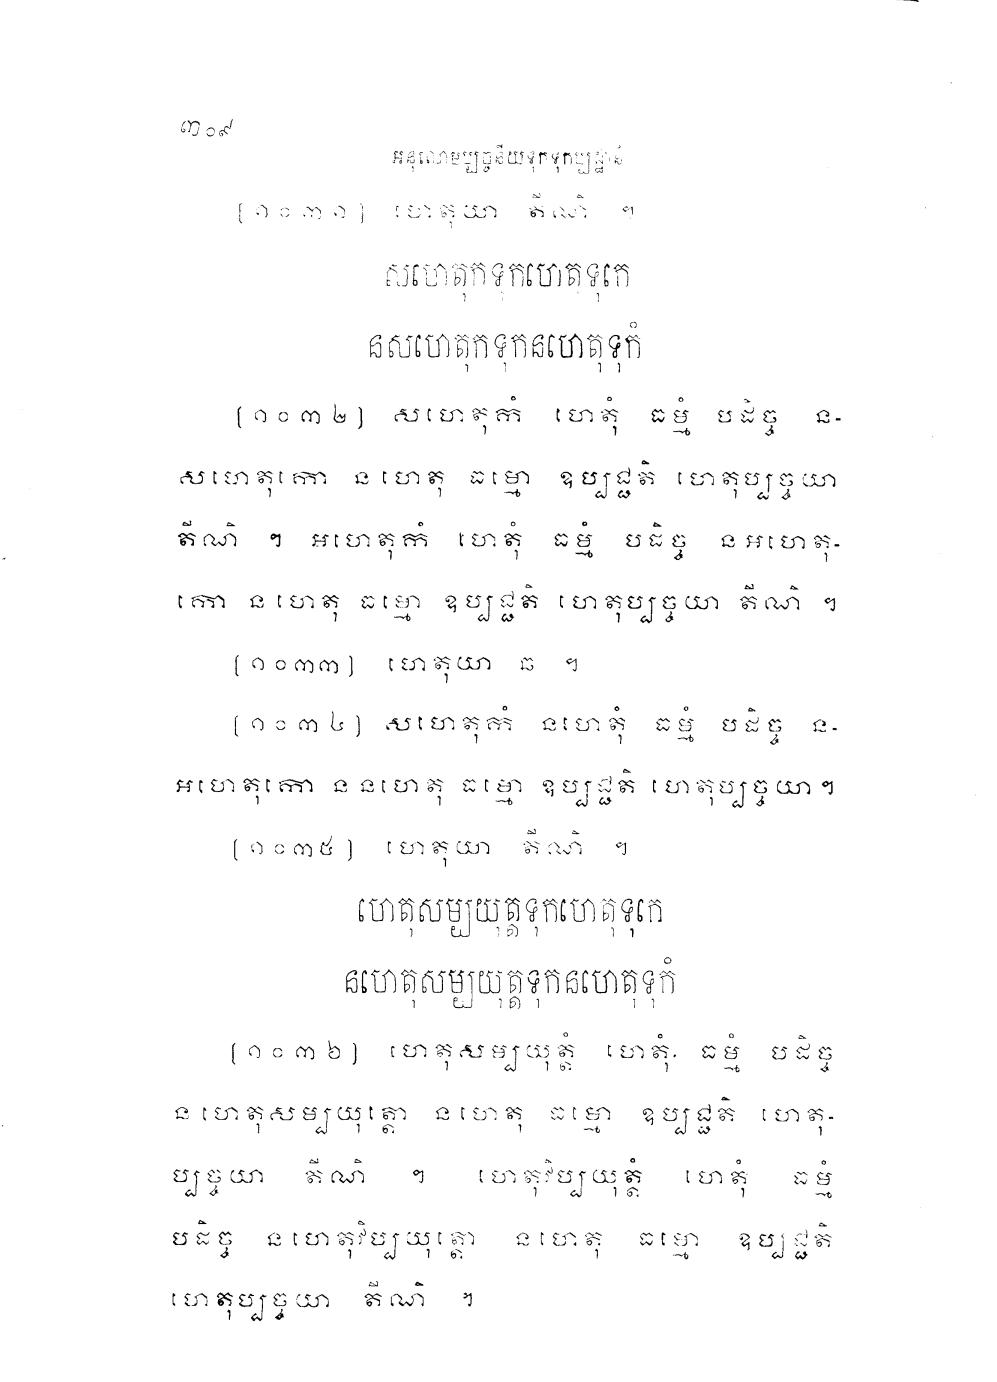 ៣០៩
អនុលោមប្បច្ចនីយទុកទុកប្បដ្ឋានំ
[១០៣១] ហេតុយា តីណិ ។
សហេតុកទុកហេតុទុកេ
នសហេតុកទុកនហេតុទុកំ
[១០៣២] សហេតុកំ ហេតុំ ធម្មំ បដិច្ច ន-
សហេតុកោ នហេតុ ធម្មោ ឧប្បជ្ជតិ ហេតុប្បច្ចយា
តីណិ ។ អហេតុកំ ហេតុំ ធម្មំ បដិច្ច នអហេតុ-
កោ នហេតុ ធម្មោ ឧប្បជ្ជតិ ហេតុប្បច្ចយា តីណិ ។
[១០៣៣] ហេតុយា ឆ ។
[១០៣៤] សហេតុកំ នហេតុំ ធម្មំ បដិច្ច ន-
អហេតុកោ ននហេតុ ធម្មោ ឧប្បជ្ជតិ ហេតុប្បច្ចយា។
[១០៣៥] ហេតុយា តីណិ ។
ហេតុសម្បយុត្តទុកហេតុទុកេ
នហេតុសម្បយុត្តទុកនហេតុទុកំ
[១០៣៦] ហេតុសម្បយុត្តំ ហេតុំ ធម្មំ បដិច្ច
នហេតុសម្បយុត្តោ នហេតុ ធម្មោ ឧប្បជ្ជតិ ហេតុ-
ប្បច្ចយា តីណិ ។ ហេតុវិប្បយុត្តំ ហេតុំ ធម្មំ
បដិច្ច នហេតុវិប្បយុត្តោ នហេតុ ធម្មោ ឧប្បជ្ជតិ
ហេតុប្បច្ចយា តីណិ ។